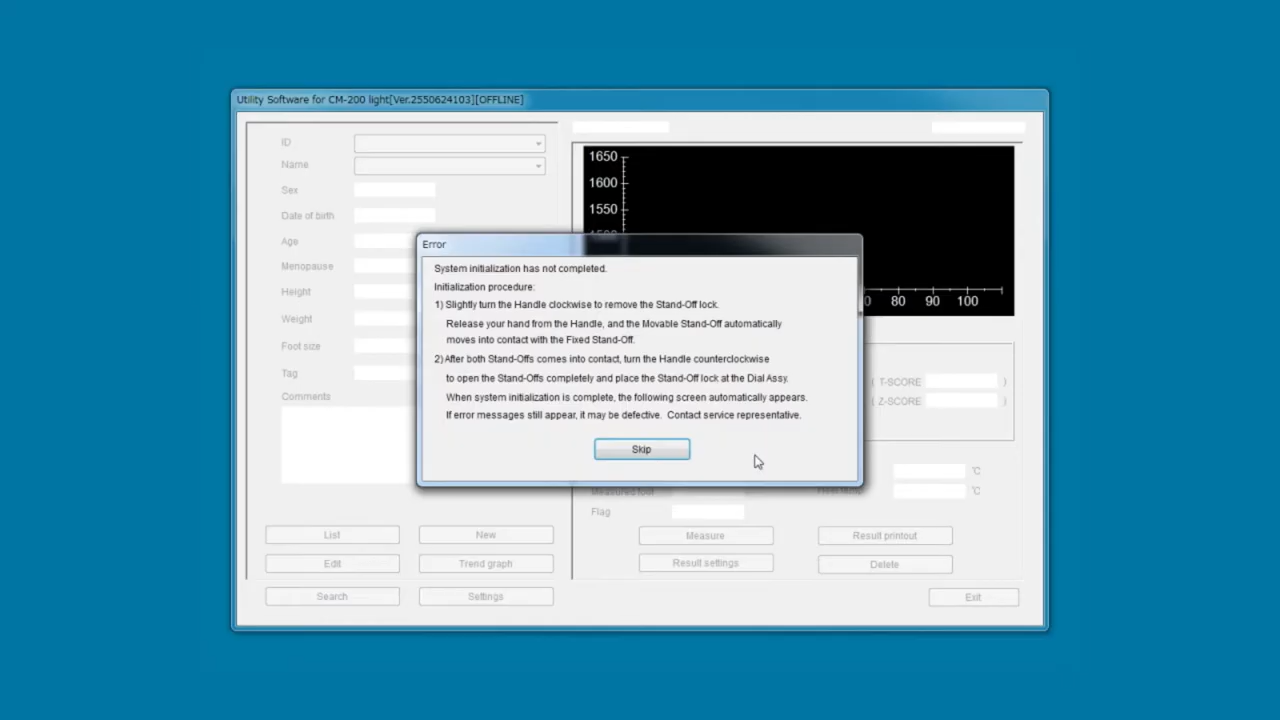 Utility Software for CM-200 light[Ver.2550624103][OFFLINE]
ID
Name
Sex
Date of birth
Age
Menopause
Height
Weight
Foot size
Tag
Comments
List
New
Edit
Trend graph
Search
Settings
1650
1600
1550
80 90 100
Error
System initialization has not completed.
Initialization procedure:
1) Slightly turn the Handle clockwise to remove the Stand-Off lock.
Release your hand from the Handle, and the Movable Stand-Off automatically
moves into contact with the Fixed Stand-Off.
2) After both Stand-Offs comes into contact, turn the Handle counterclockwise
to open the Stand-Offs completely and place the Stand-Off lock at the Dial Assy.
When system initialization is complete, the following screen automatically appears.
If error messages still appear, it may be defective. Contact service representative.
Skip
( T-SCORE )
( Z-SCORE )
℃
Measured foot
℃
Flag
Measure
Result printout
Result settings
Delete
Exit